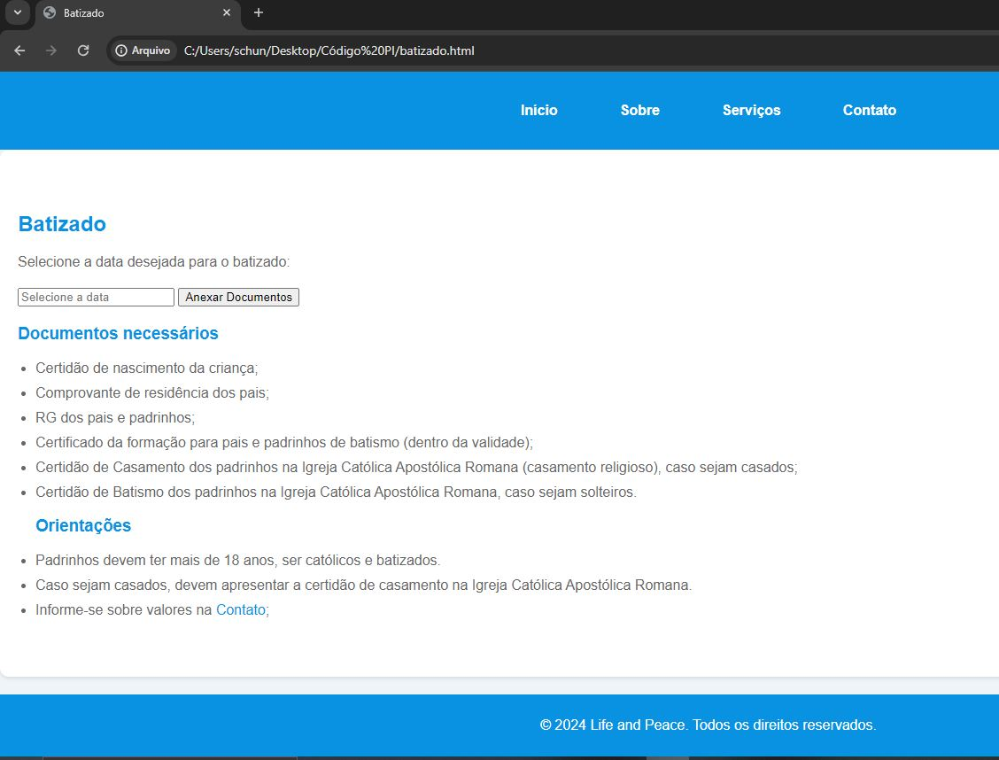 Batizado
Arquivo C:/Users/schun/Desktop/Código%20PI/batizado.html
Início Sobre Serviços Contato
Batizado
Selecione a data desejada para o batizado:
Selecione a data Anexar Documentos
Documentos necessários
Certidão de nascimento da criança;
Comprovante de residência dos pais;
RG dos pais e padrinhos;
Certificado da formação para pais e padrinhos de batismo (dentro da validade);
Certidão de Casamento dos padrinhos na Igreja Católica Apostólica Romana (casamento religioso), caso sejam casados;
Certidão de Batismo dos padrinhos na Igreja Católica Apostólica Romana, caso sejam solteiros.
Orientações
Padrinhos devem ter mais de 18 anos, ser católicos e batizados.
Caso sejam casados, devem apresentar a certidão de casamento na Igreja Católica Apostólica Romana.
Informe-se sobre valores na Contato;
© 2024 Life and Peace. Todos os direitos reservados.